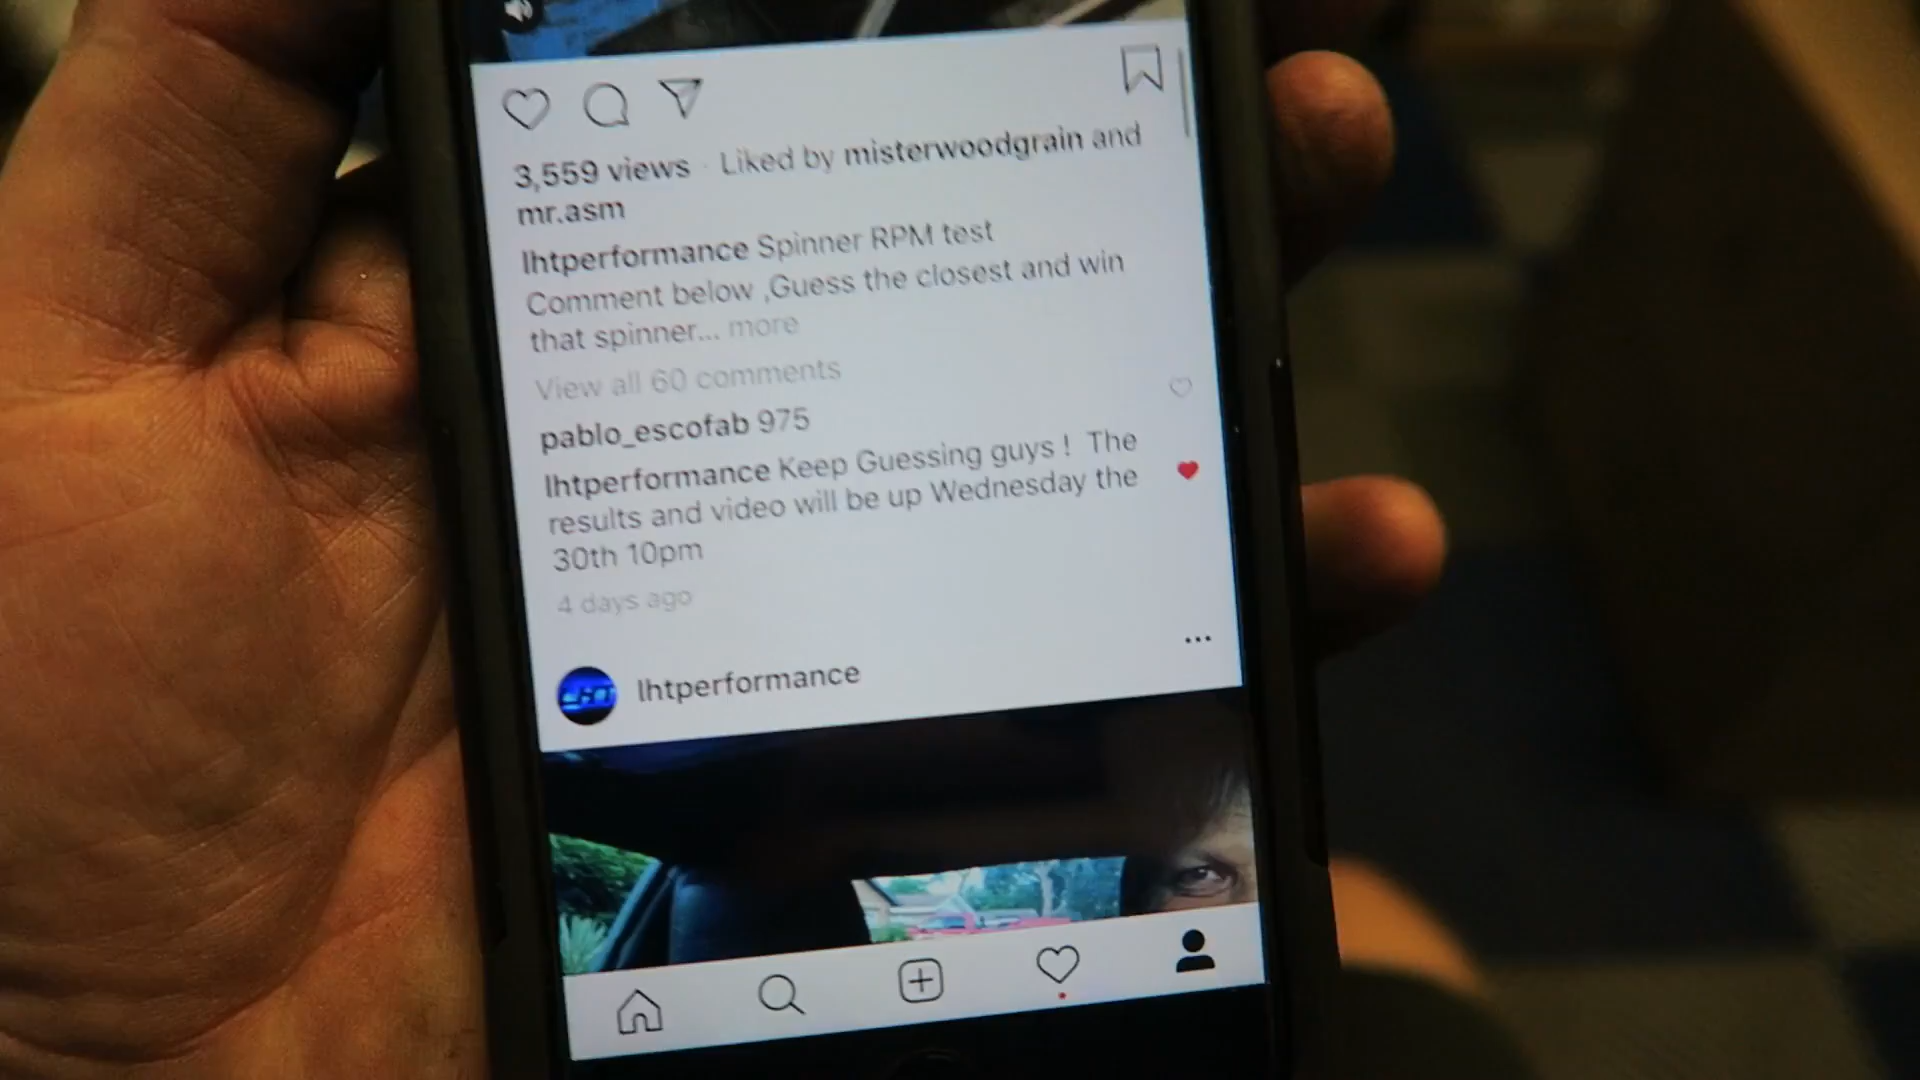 3,559 views · Liked by misterwoodgrain and
mr.asm
lhtperformance Spinner RPM test
Comment below ,Guess the closest and win
that spinner... more
View all 60 comments
pablo_escofab 975
lhtperformance Keep Guessing guys ! The
results and video will be up Wednesday the
30th 10pm
4 days ago
LHT lhtperformance